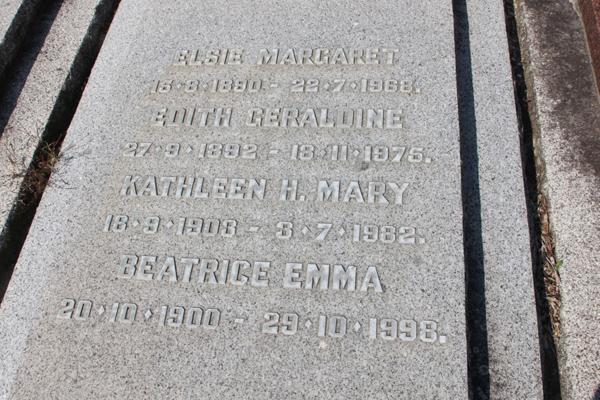 ELSIE MARGARET
16·8·1890 - 22·7·1968.
EDITH GERALDINE
27·9·1892 - 18·11·1975.
KATHLEEN H. MARY
18·9·1903 - 3·7·1982.
BEATRICE EMMA
20·10·1900 - 29·10·1998.